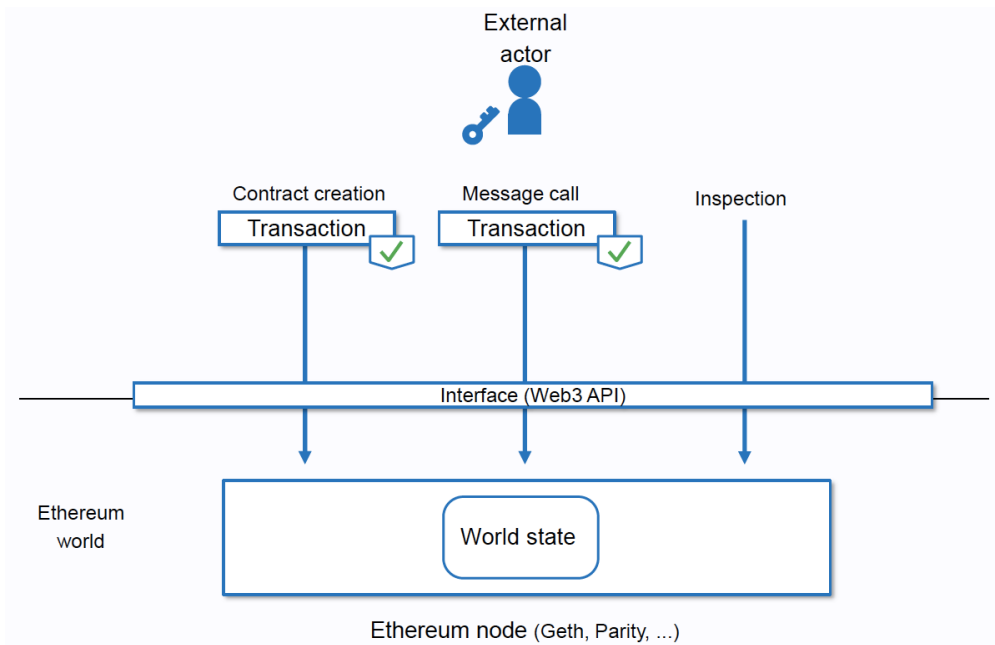 External
actor
Contract creation
Message call
Inspection
Transaction
Transaction
Interface (Web3 API)
Ethereum
world
World state
Ethereum node (Geth, Parity, ...)